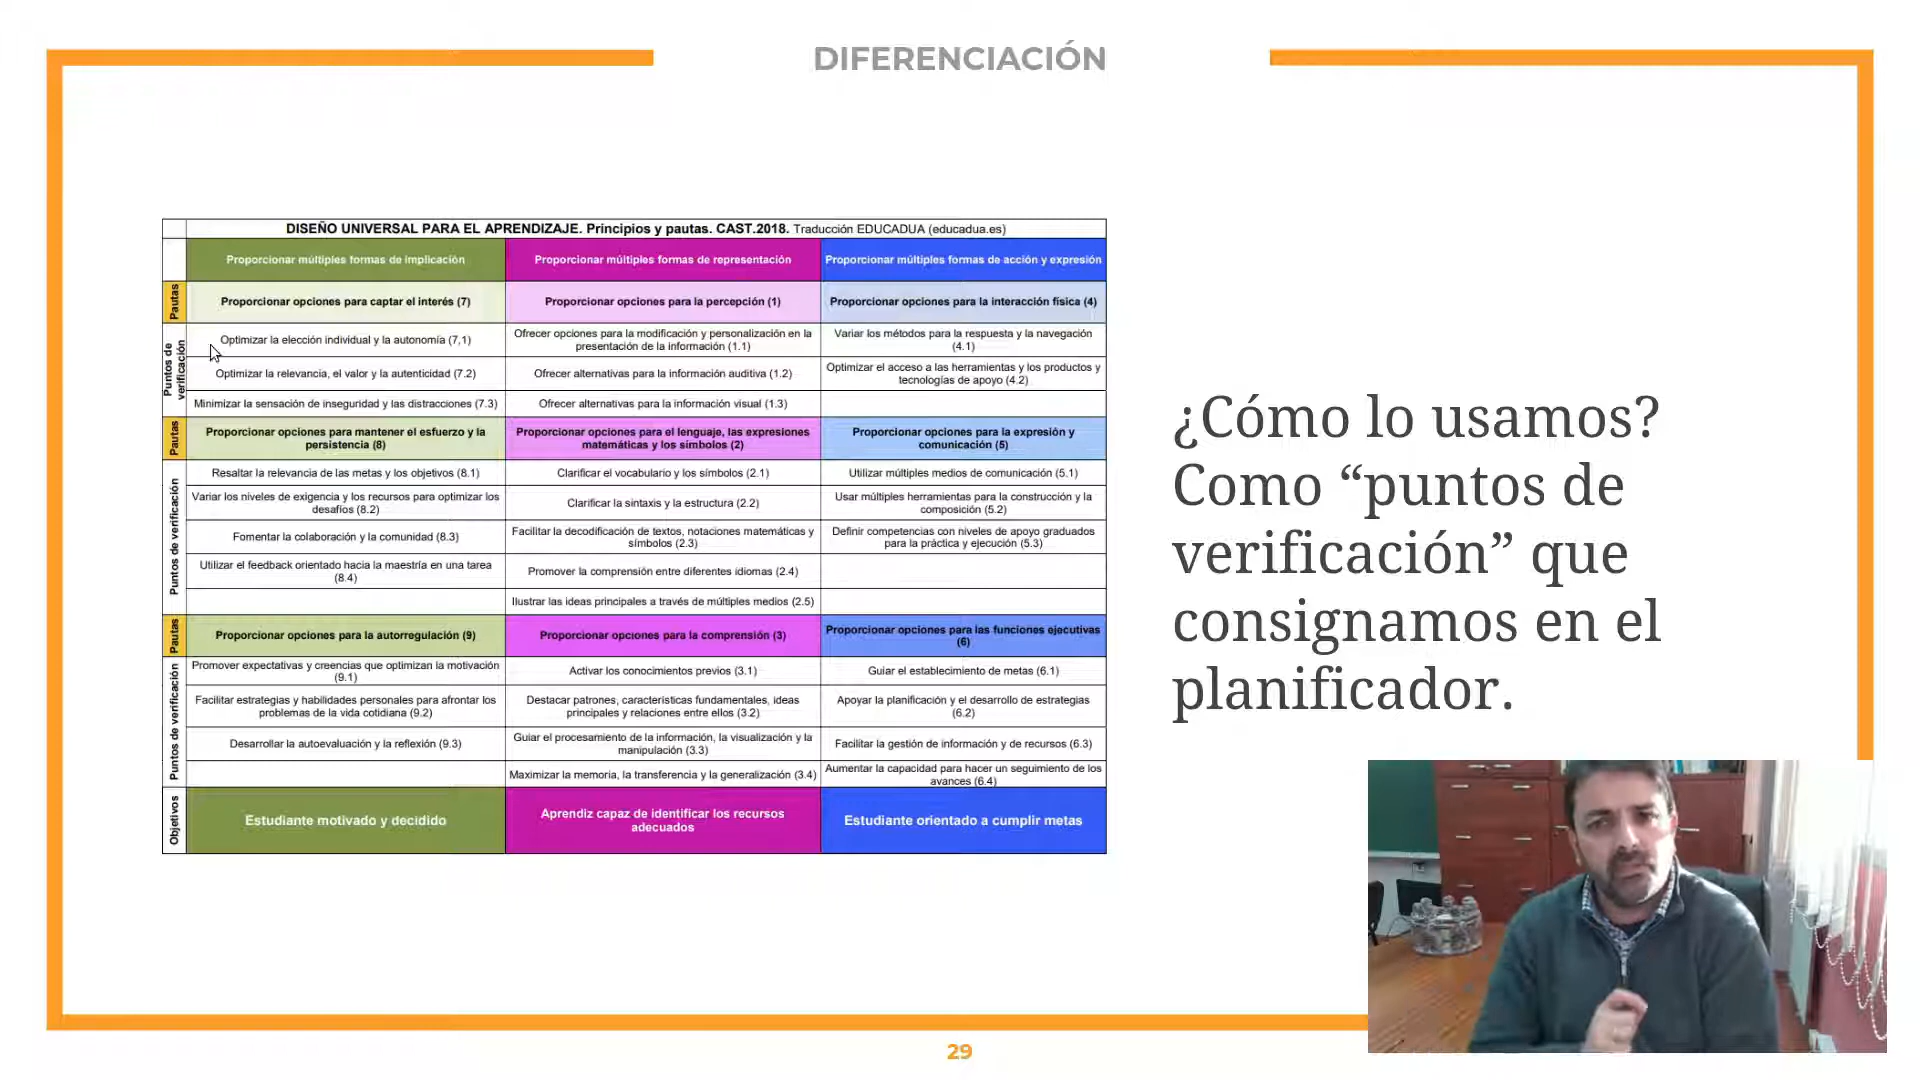 DIFERENCIACIÓN
DISEÑO UNIVERSAL PARA EL APRENDIZAJE. Principios y pautas. CAST.2018. Traducción EDUCADUA (educadua.es)
Proporcionar múltiples formas de implicación
Proporcionar múltiples formas de representación
Proporcionar múltiples formas de acción y expresión
Pautas
Proporcionar opciones para captar el interés (7)
Proporcionar opciones para la percepción (1)
Proporcionar opciones para la interacción física (4)
Puntos de
verificación
Optimizar la elección individual y la autonomía (7,1)
Ofrecer opciones para la modificación y personalización en la
presentación de la información (1.1)
Variar los métodos para la respuesta y la navegación
(4.1)
Optimizar la relevancia, el valor y la autenticidad (7.2)
Ofrecer alternativas para la información auditiva (1.2)
Optimizar el acceso a las herramientas y los productos y
tecnologías de apoyo (4.2)
Minimizar la sensación de inseguridad y las distracciones (7.3)
Ofrecer alternativas para la información visual (1.3)
Pautas
Proporcionar opciones para mantener el esfuerzo y la
persistencia (8)
Proporcionar opciones para el lenguaje, las expresiones
matemáticas y los símbolos (2)
Proporcionar opciones para la expresión y
comunicación (5)
Puntos de verificación
Resaltar la relevancia de las metas y los objetivos (8.1)
Clarificar el vocabulario y los símbolos (2.1)
Utilizar múltiples medios de comunicación (5.1)
Variar los niveles de exigencia y los recursos para optimizar los
desafíos (8.2)
Clarificar la sintaxis y la estructura (2.2)
Usar múltiples herramientas para la construcción y la
composición (5.2)
Fomentar la colaboración y la comunidad (8.3)
Facilitar la decodificación de textos, notaciones matemáticas y
símbolos (2.3)
Definir competencias con niveles de apoyo graduados
para la práctica y ejecución (5.3)
Utilizar el feedback orientado hacia la maestría en una tarea
(8.4)
Promover la comprensión entre diferentes idiomas (2.4)
Ilustrar las ideas principales a través de múltiples medios (2.5)
Pautas
Proporcionar opciones para la autorregulación (9)
Proporcionar opciones para la comprensión (3)
Proporcionar opciones para las funciones ejecutivas
(6)
Puntos de verificación
Promover expectativas y creencias que optimizan la motivación
(9.1)
Activar los conocimientos previos (3.1)
Guiar el establecimiento de metas (6.1)
Facilitar estrategias y habilidades personales para afrontar los
problemas de la vida cotidiana (9.2)
Destacar patrones, características fundamentales, ideas
principales y relaciones entre ellos (3.2)
Apoyar la planificación y el desarrollo de estrategias
(6.2)
Desarrollar la autoevaluación y la reflexión (9.3)
Guiar el procesamiento de la información, la visualización y la
manipulación (3.3)
Facilitar la gestión de información y de recursos (6.3)
Maximizar la memoria, la transferencia y la generalización (3.4)
Aumentar la capacidad para hacer un seguimiento de los
avances (6.4)
Objetivos
Estudiante motivado y decidido
Aprendiz capaz de identificar los recursos
adecuados
Estudiante orientado a cumplir metas
¿Cómo lo usamos?
Como “puntos de
verificación” que
consignamos en el
planificador.
29